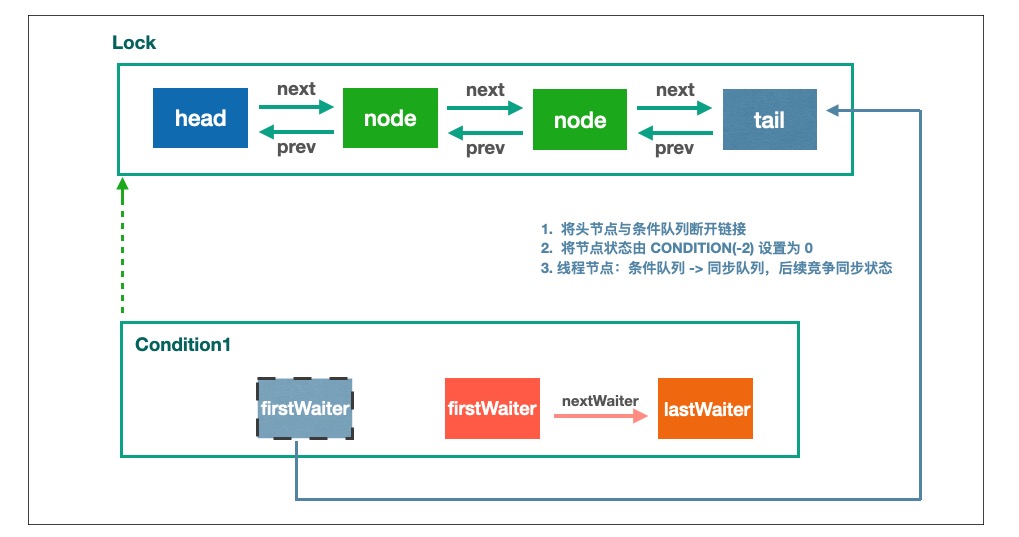 Lock
next
next
next
head
node
node
tail
prev
prev
prev
1. 将头节点与条件队列断开链接
2. 将节点状态由 CONDITION(-2) 设置为 0
3. 线程节点：条件队列 -> 同步队列，后续竞争同步状态
Condition1
firstWaiter
firstWaiter
nextWaiter
lastWaiter